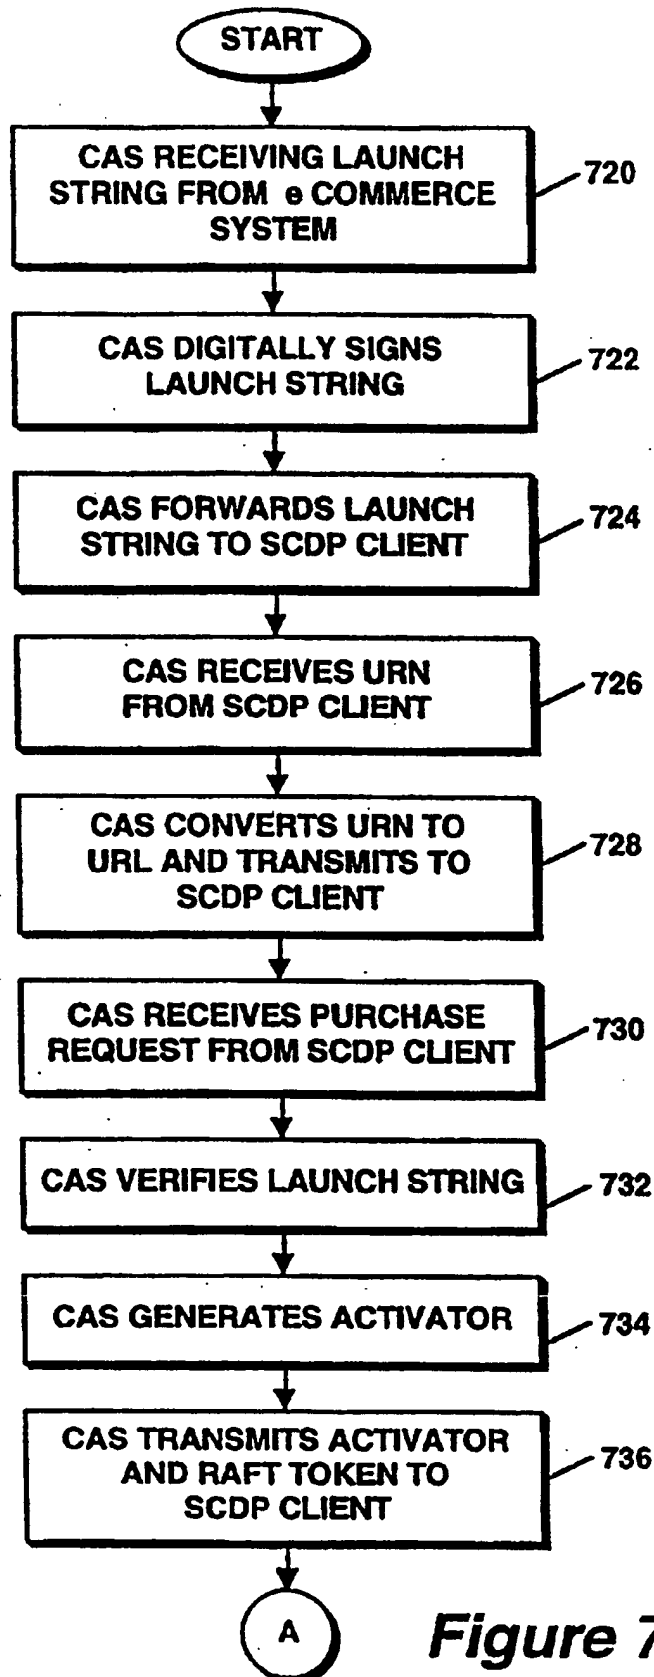 START
CAS RECEIVING LAUNCH
STRING FROM e COMMERCE
SYSTEM
720
CAS DIGITALLY SIGNS
LAUNCH STRING
722
CAS FORWARDS LAUNCH
STRING TO SCDP CLIENT
724
CAS RECEIVES URN
FROM SCDP CLIENT
726
CAS CONVERTS URN TO
URL AND TRANSMITS TO
SCDP CLIENT
728
CAS RECEIVES PURCHASE
REQUEST FROM SCDP CLIENT
730
CAS VERIFIES LAUNCH STRING
732
CAS GENERATES ACTIVATOR
734
CAS TRANSMITS ACTIVATOR
AND RAFT TOKEN TO
SCDP CLIENT
736
A
Figure 7